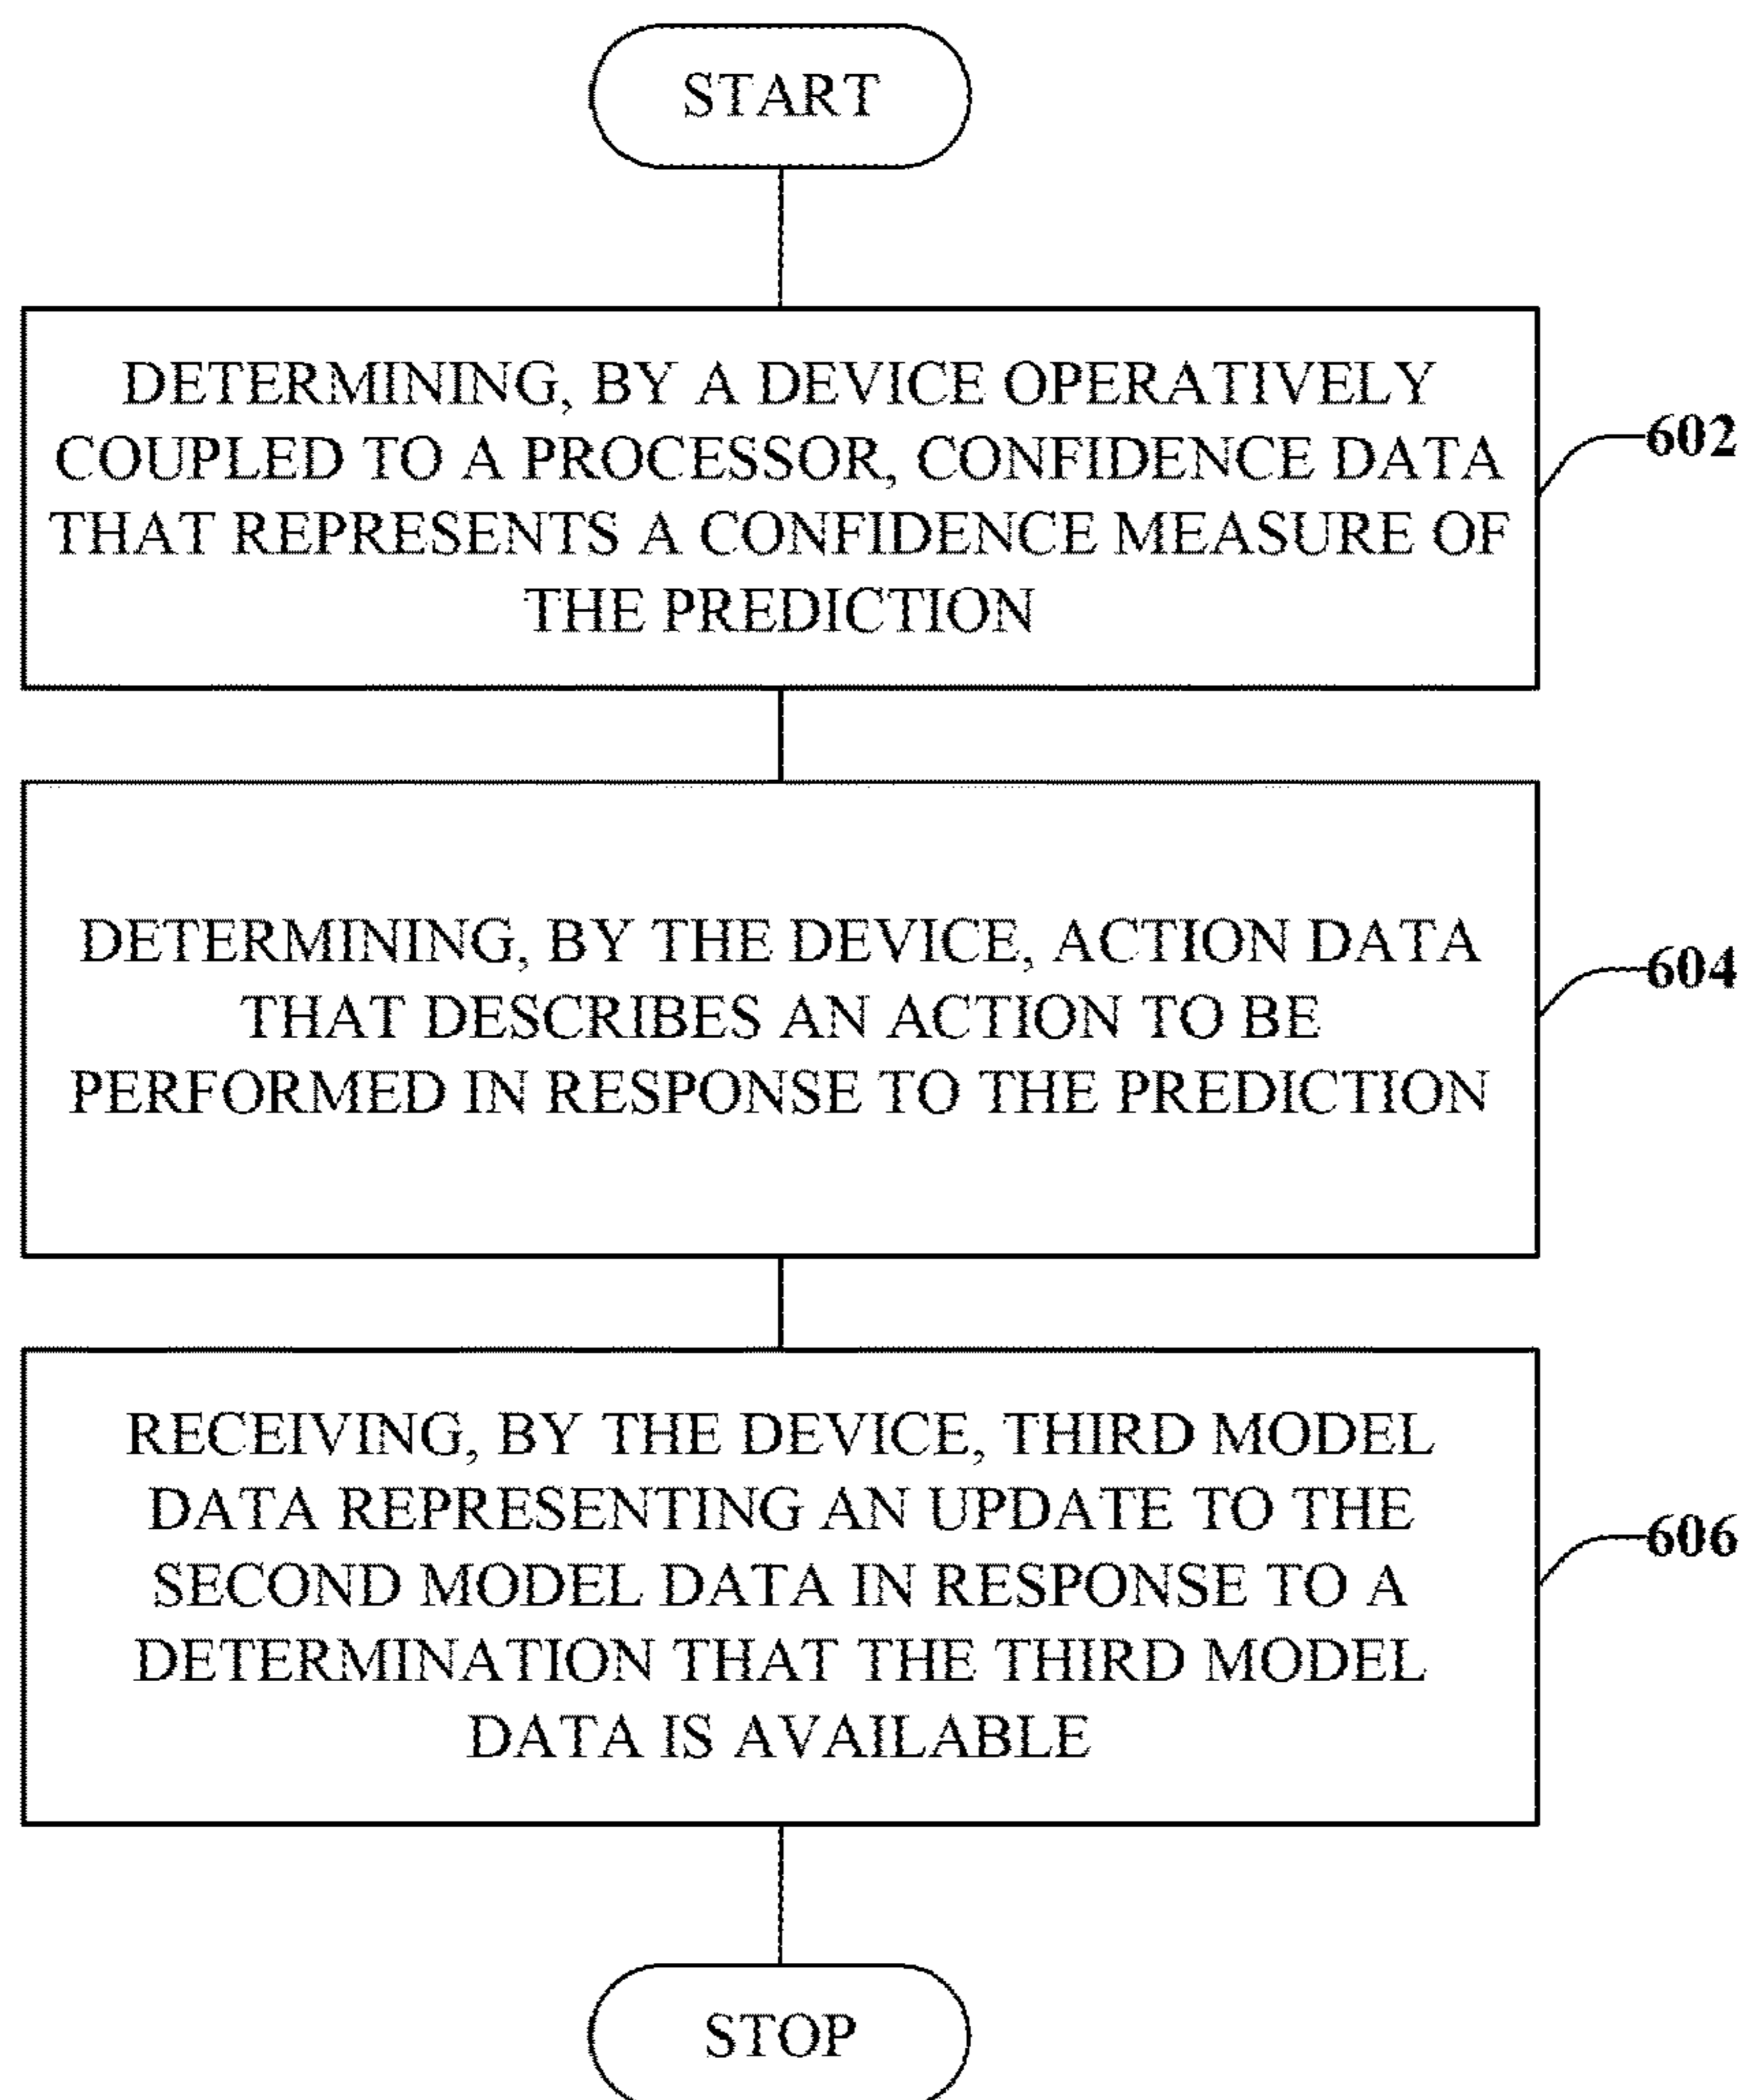 START
DETERMINING, BY A DEVICE OPERATIVELY
COUPLED TO A PROCESSOR, CONFIDENCE DATA
THAT REPRESENTS A CONFIDENCE MEASURE OF
THE PREDICTION
602
DETERMINING, BY THE DEVICE, ACTION DATA
THAT DESCRIBES AN ACTION TO BE
PERFORMED IN RESPONSE TO THE PREDICTION
604
RECEIVING, BY THE DEVICE, THIRD MODEL
DATA REPRESENTING AN UPDATE TO THE
SECOND MODEL DATA IN RESPONSE TO A
DETERMINATION THAT THE THIRD MODEL
DATA IS AVAILABLE
606
STOP